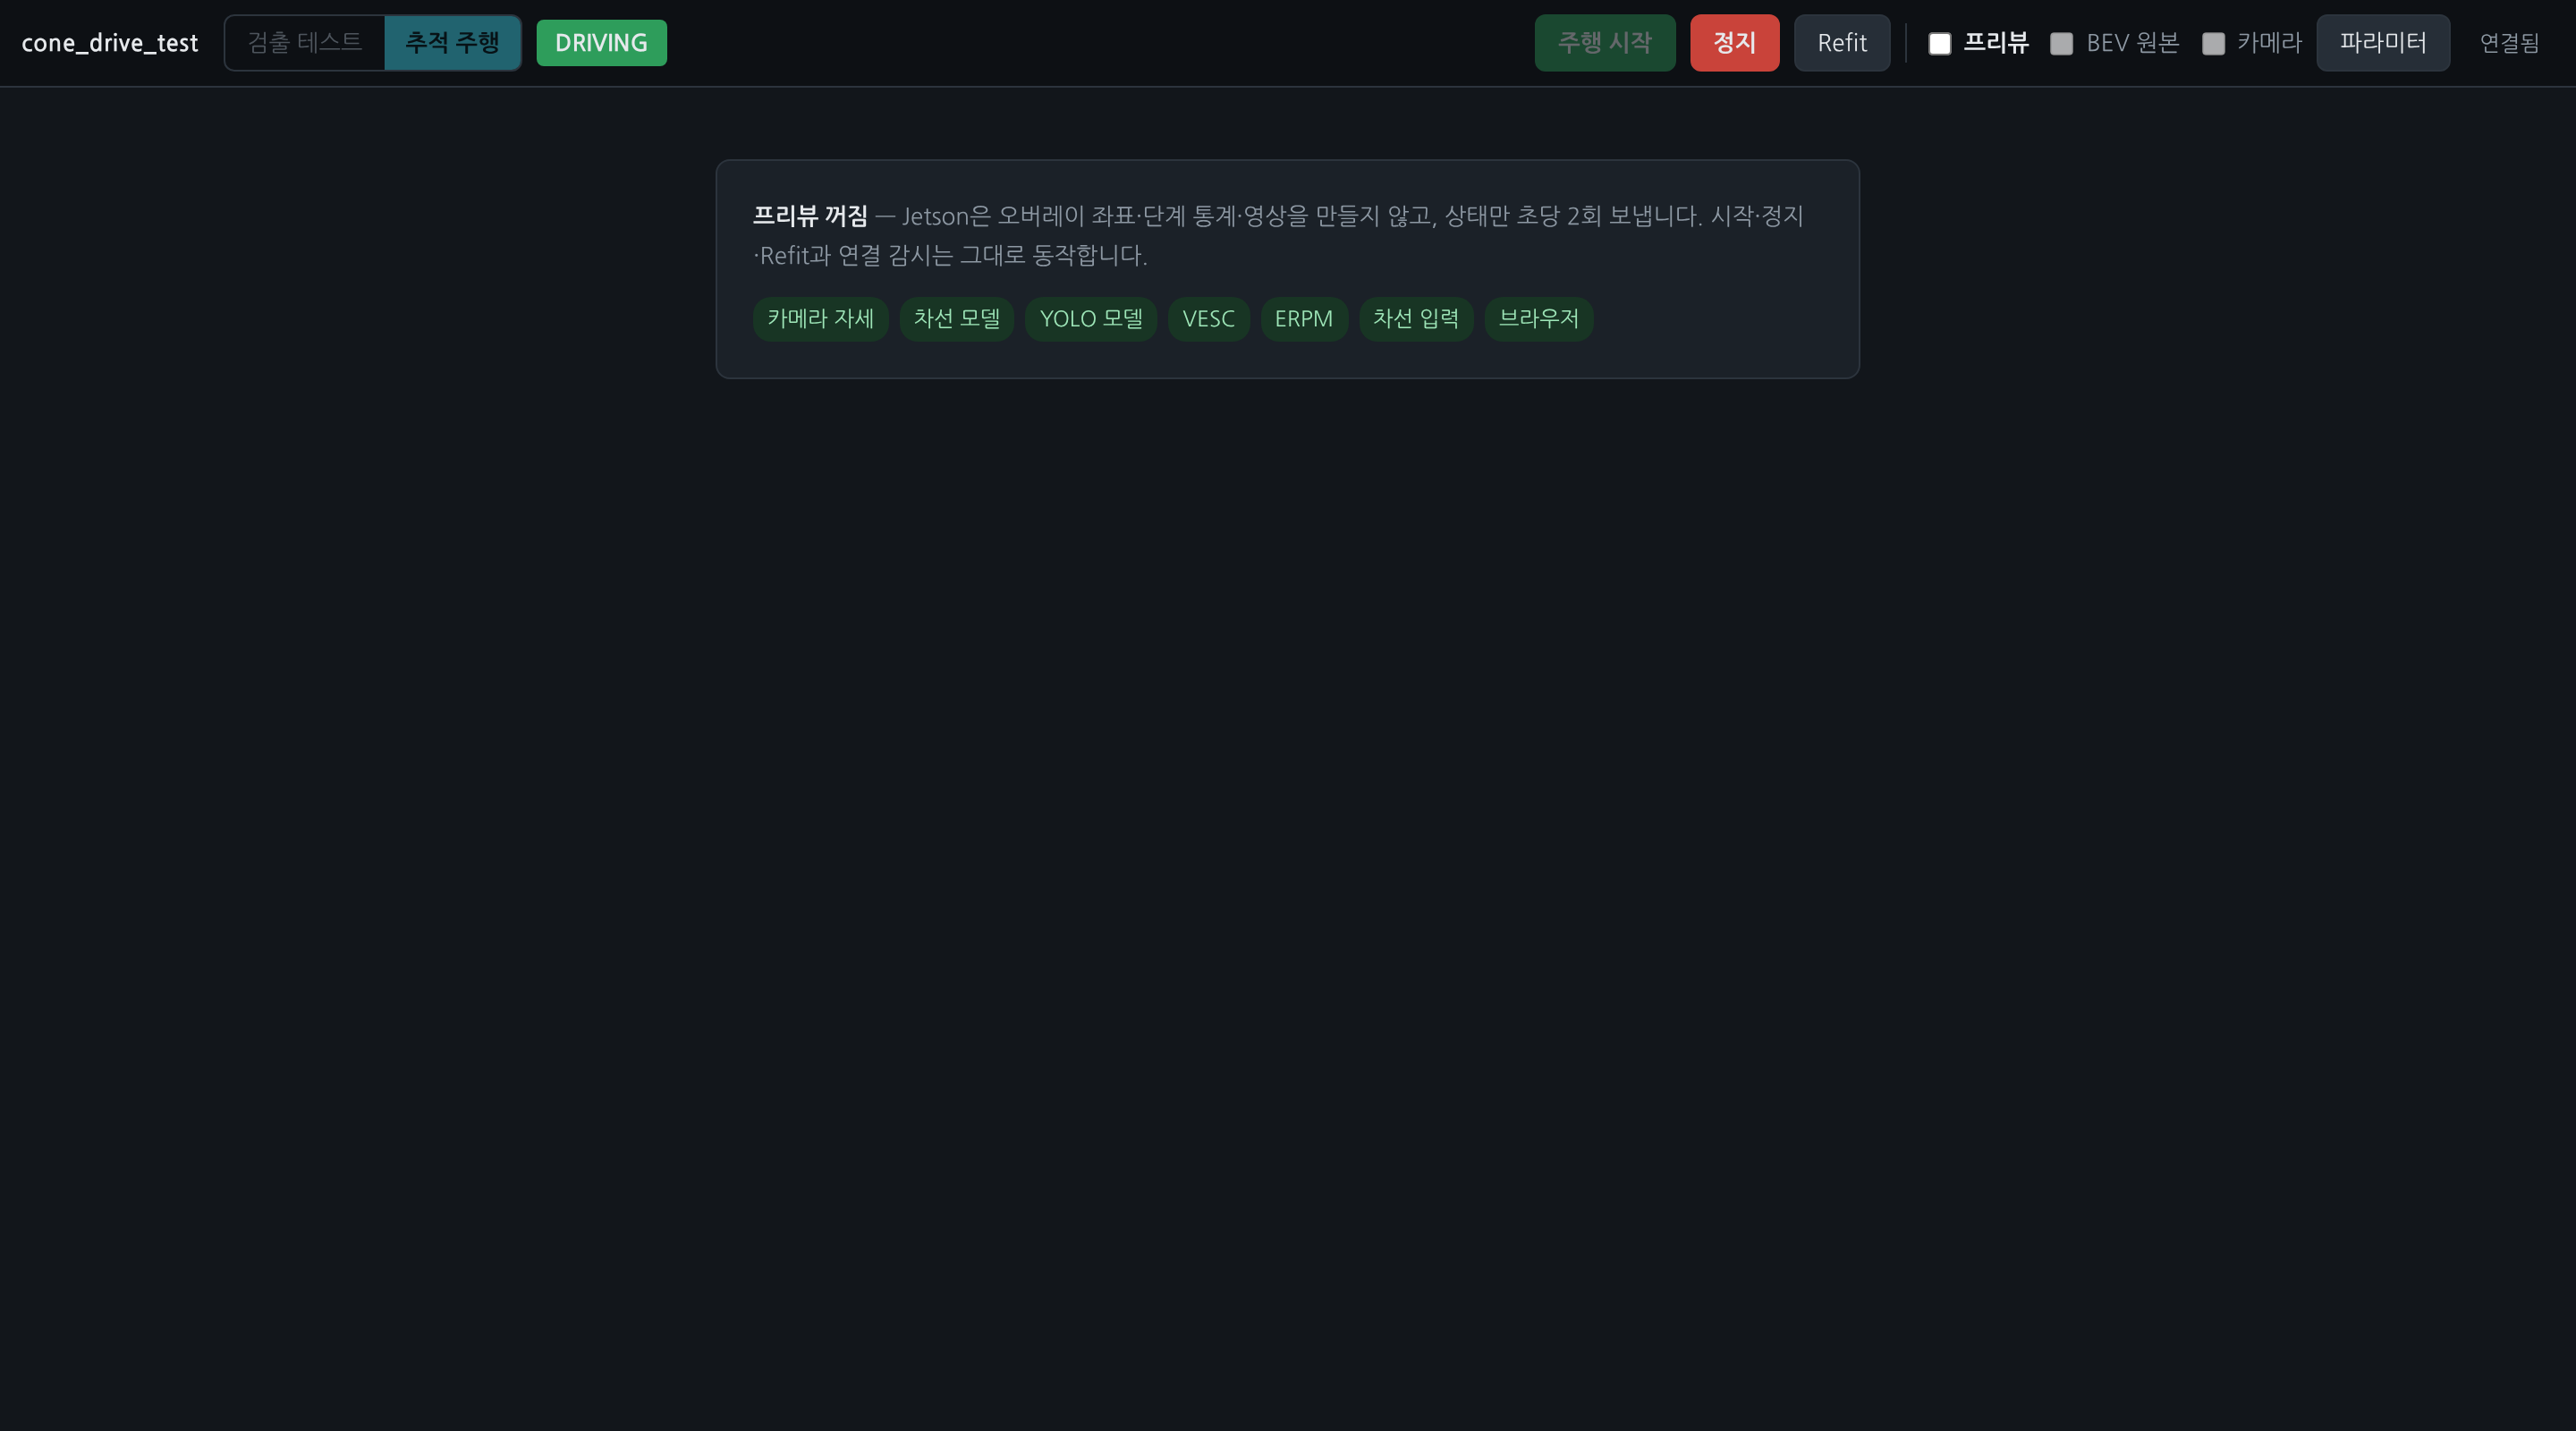 cone_drive_test 검출 테스트 추적 주행 DRIVING 주행 시작 정지 Refit 프리뷰 BEV 원본 카메라 파라미터 연결됨
프리뷰 꺼짐 — Jetson은 오버레이 좌표·단계 통계·영상을 만들지 않고, 상태만 초당 2회 보냅니다. 시작·정지
·Refit과 연결 감시는 그대로 동작합니다.
카메라 자세 차선 모델 YOLO 모델 VESC ERPM 차선 입력 브라우저